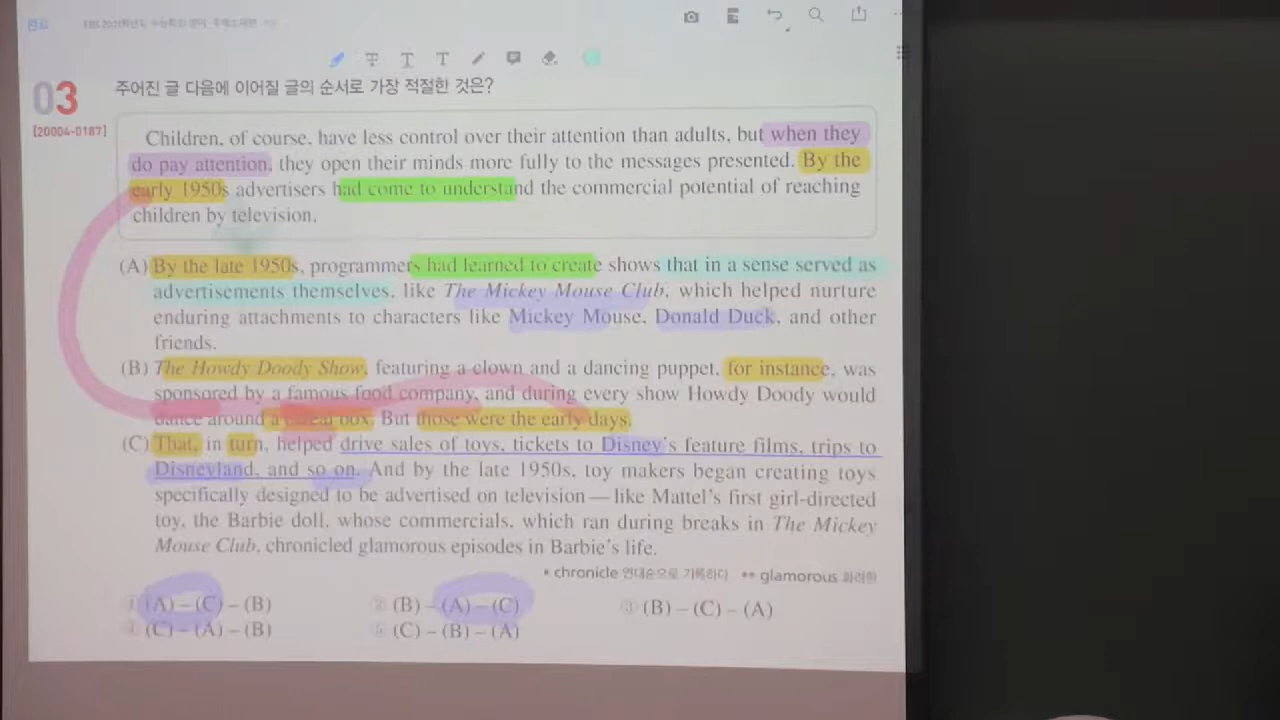 완료
03
주어진 글 다음에 이어질 글의 순서로 가장 적절한 것은?
[20004-0187]
Children, of course, have less control over their attention than adults, but when they
do pay attention, they open their minds more fully to the messages presented. By the
early 1950s advertisers had come to understand the commercial potential of reaching
children by television.
(A) By the late 1950s, programmers had learned to create shows that in a sense served as
advertisements themselves, like The Mickey Mouse Club, which helped nurture
enduring attachments to characters like Mickey Mouse, Donald Duck, and other
friends.
(B) The Howdy Doody Show, featuring a clown and a dancing puppet, for instance, was
sponsored by a famous food company, and during every show Howdy Doody would
dance around a cereal box. But those were the early days.
(C) That, in turn, helped drive sales of toys, tickets to Disney's feature films, trips to
Disneyland, and so on. And by the late 1950s, toy makers began creating toys
specifically designed to be advertised on television — like Mattel's first girl-directed
toy, the Barbie doll, whose commercials, which ran during breaks in The Mickey
Mouse Club, chronicled glamorous episodes in Barbie's life.
* chronicle 연대순으로 기록하다 ** glamorous 화려한
① (A) – (C) – (B) ② (B) – (A) – (C) ③ (B) – (C) – (A)
④ (C) – (A) – (B) ⑤ (C) – (B) – (A)